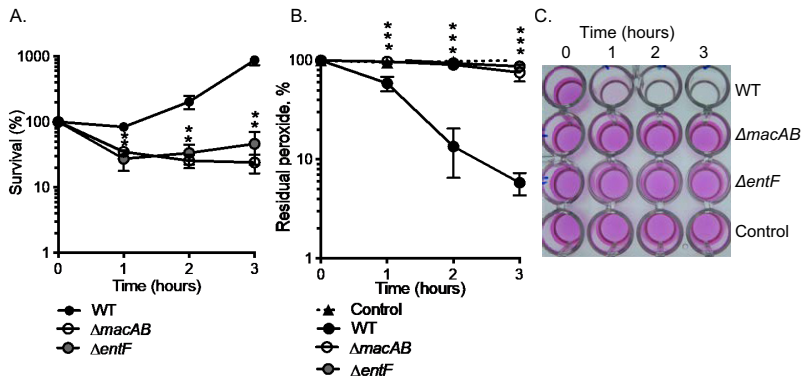 A.
Survival (%)
1000
100
10
1
**
**
**
0 1 2 3
Time (hours)
WT
ΔmacAB
ΔentF
B.
Residual peroxide, %
100
10
1
***
***
***
0 1 2 3
Time (hours)
Control
WT
ΔmacAB
ΔentF
C.
Time (hours)
0 1 2 3
WT
ΔmacAB
ΔentF
Control